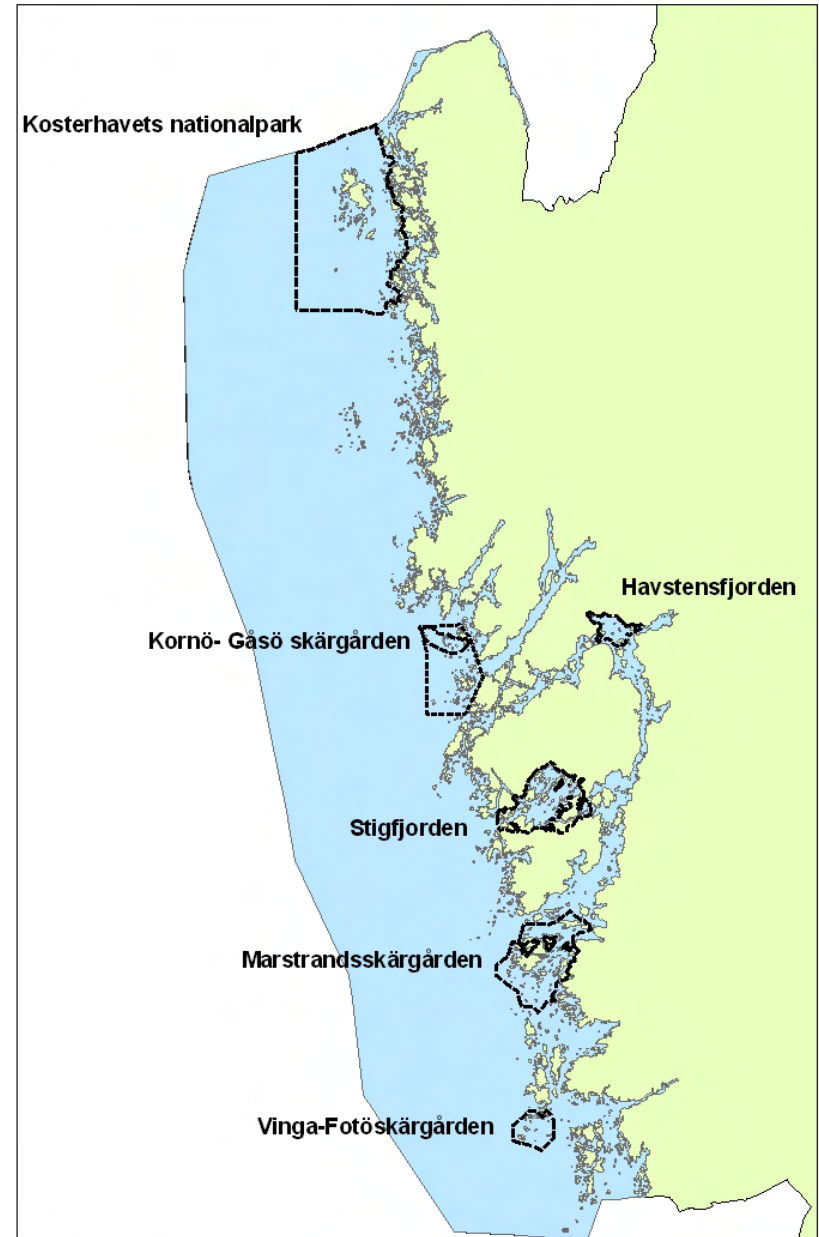 Kosterhavets nationalpark
Havstensfjorden
Kornö- Gåsö skärgården
Stigfjorden
Marstrandsskärgården
Vinga-Fotöskärgården